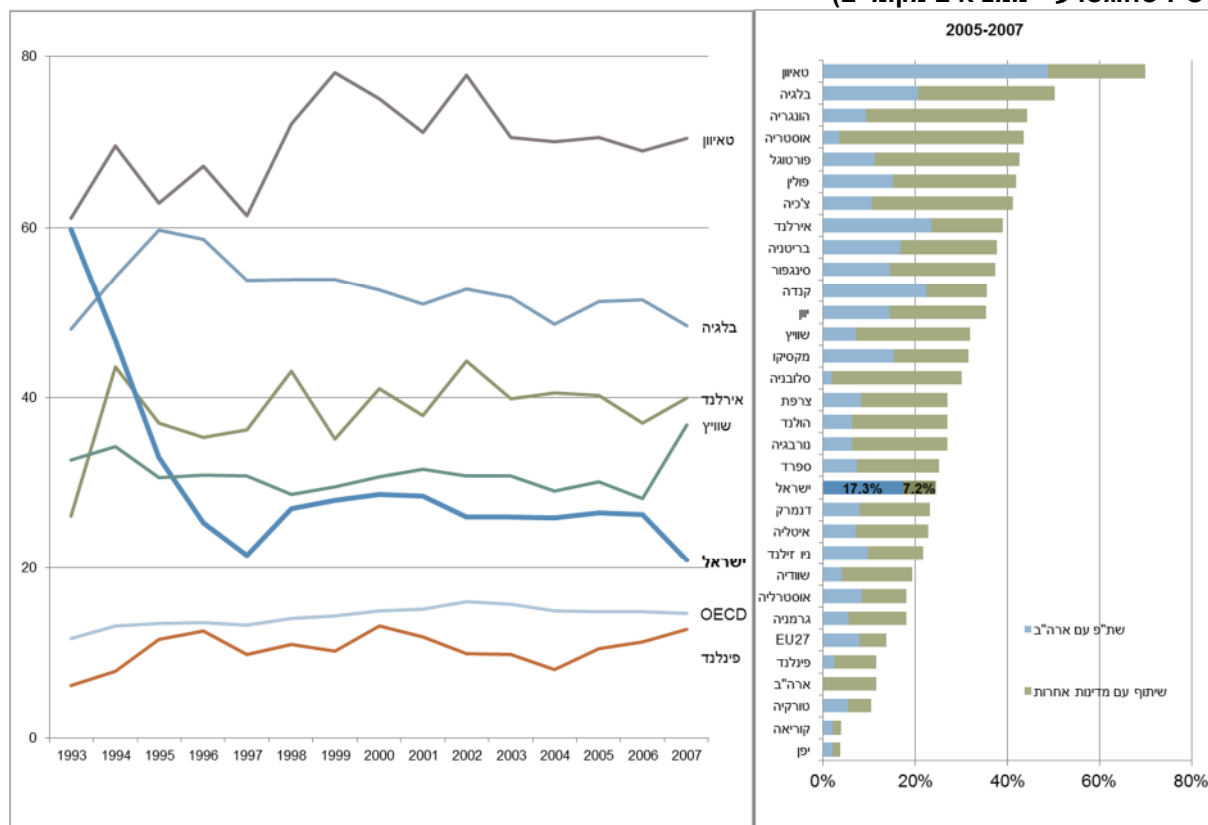 2005-2007
80
60
40
20
0
טאיוון
בלגיה
אירלנד
שוויץ
ישראל
OECD
פינלנד
1993 1994 1995 1996 1997 1998 1999 2000 2001 2002 2003 2004 2005 2006 2007
טאיוון
בלגיה
הונגריה
אוסטריה
פורטוגל
פולין
צ'כיה
אירלנד
בריטניה
סינגפור
קנדה
יוון
שוויץ
מקסיקו
סלובניה
צרפת
הולנד
נורבגיה
ספרד
ישראל 17.3% 7.2%
דנמרק
איטליה
ניו זילנד
שוודיה
אוסטרליה
גרמניה
EU27
פינלנד
ארה"ב
טורקיה
קוריאה
יפן
שת"פ עם ארה"ב
שיתוף עם מדינות אחרות
0% 20% 40% 60% 80%